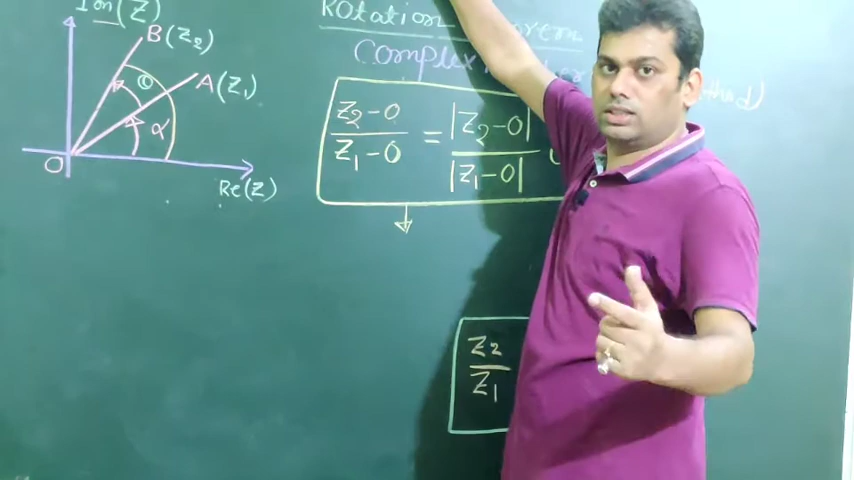 Im(Z)
B(Z₂)
θ
A(Z₁)
α
O
Re(Z)
Rotation
Complex
Z₂-0 / Z₁-0 = |Z₂-0| / |Z₁-0|
Z₂ / Z₁